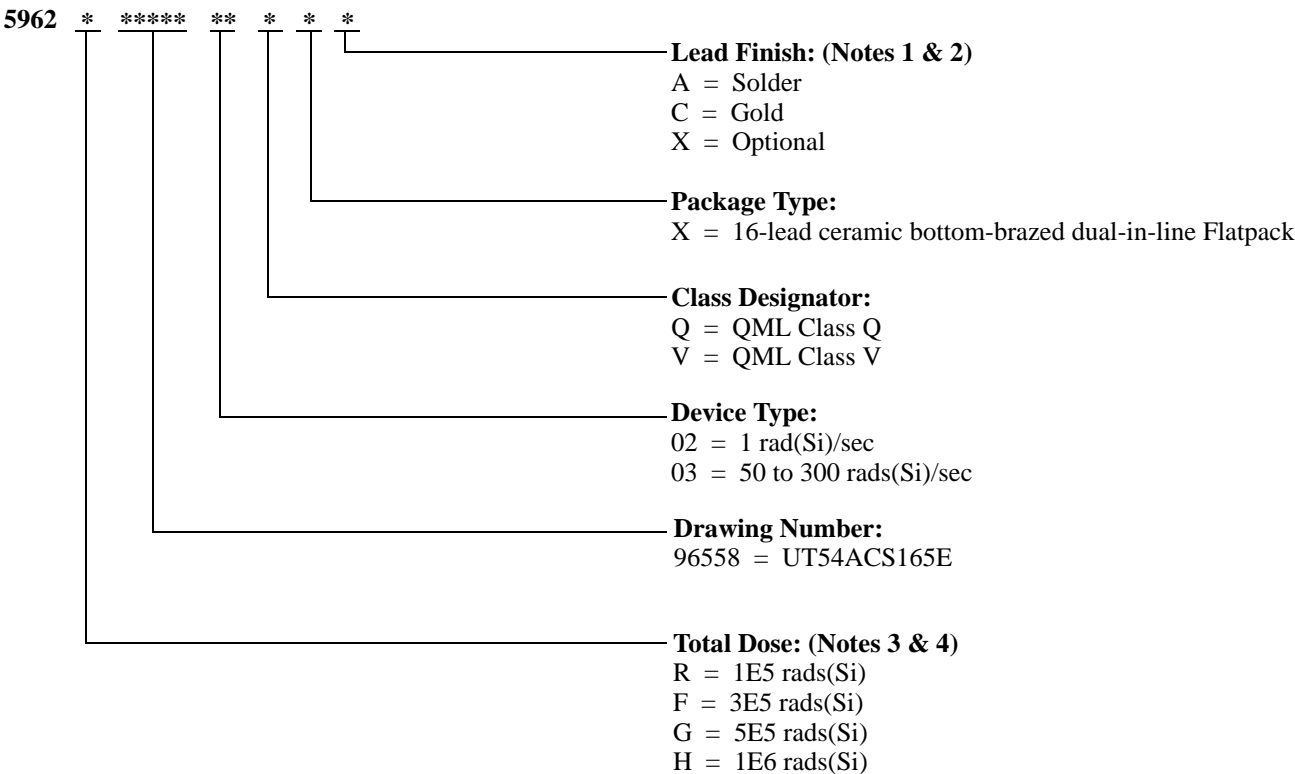 5962 * ***** ** * * *
Lead Finish: (Notes 1 & 2)
A = Solder
C = Gold
X = Optional
Package Type:
X = 16-lead ceramic bottom-brazed dual-in-line Flatpack
Class Designator:
Q = QML Class Q
V = QML Class V
Device Type:
02 = 1 rad(Si)/sec
03 = 50 to 300 rads(Si)/sec
Drawing Number:
96558 = UT54ACS165E
Total Dose: (Notes 3 & 4)
R = 1E5 rads(Si)
F = 3E5 rads(Si)
G = 5E5 rads(Si)
H = 1E6 rads(Si)